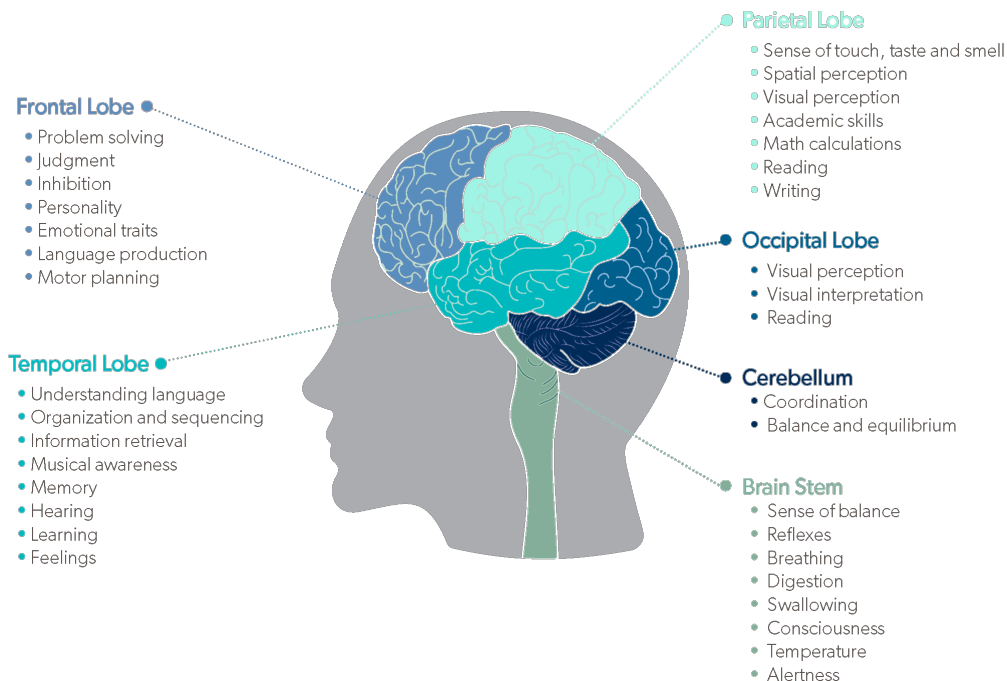 Frontal Lobe
Problem solving
Judgment
Inhibition
Personality
Emotional traits
Language production
Motor planning
Temporal Lobe
Understanding language
Organization and sequencing
Information retrieval
Musical awareness
Memory
Hearing
Learning
Feelings
Parietal Lobe
Sense of touch, taste and smell
Spatial perception
Visual perception
Academic skills
Math calculations
Reading
Writing
Occipital Lobe
Visual perception
Visual interpretation
Reading
Cerebellum
Coordination
Balance and equilibrium
Brain Stem
Sense of balance
Reflexes
Breathing
Digestion
Swallowing
Consciousness
Temperature
Alertness